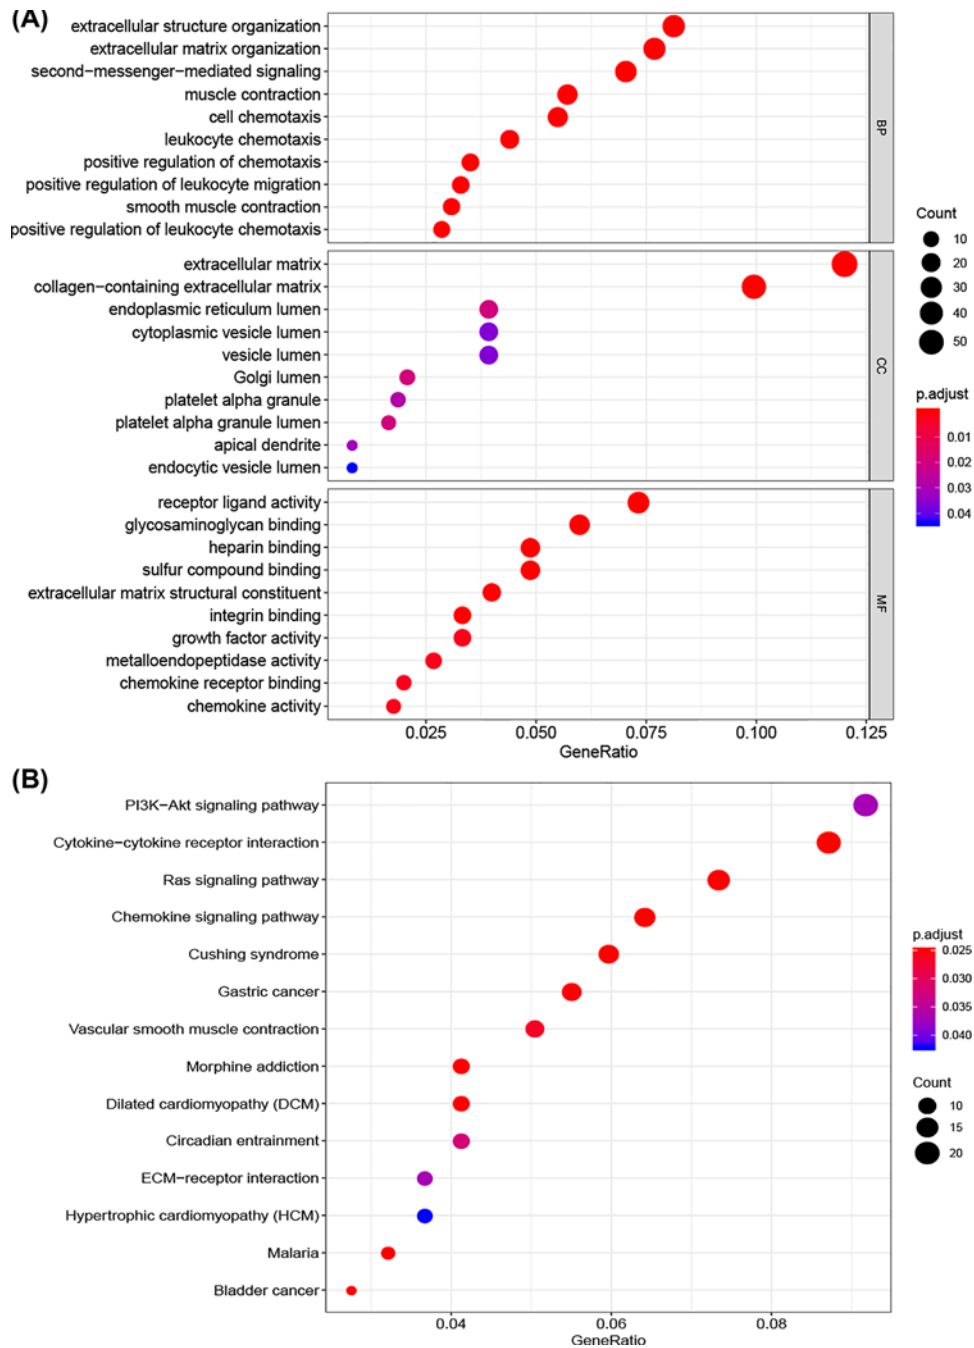 (A)
extracellular structure organization
extracellular matrix organization
second-messenger-mediated signaling
muscle contraction
cell chemotaxis
leukocyte chemotaxis
positive regulation of chemotaxis
positive regulation of leukocyte migration
smooth muscle contraction
positive regulation of leukocyte chemotaxis
BP
extracellular matrix
collagen-containing extracellular matrix
endoplasmic reticulum lumen
cytoplasmic vesicle lumen
vesicle lumen
Golgi lumen
platelet alpha granule
platelet alpha granule lumen
apical dendrite
endocytic vesicle lumen
CC
receptor ligand activity
glycosaminoglycan binding
heparin binding
sulfur compound binding
extracellular matrix structural constituent
integrin binding
growth factor activity
metalloendopeptidase activity
chemokine receptor binding
chemokine activity
MF
0.025 0.050 0.075 0.100 0.125
GeneRatio
Count
10
20
30
40
50
p.adjust
0.01
0.02
0.03
0.04
(B)
PI3K-Akt signaling pathway
Cytokine-cytokine receptor interaction
Ras signaling pathway
Chemokine signaling pathway
Cushing syndrome
Gastric cancer
Vascular smooth muscle contraction
Morphine addiction
Dilated cardiomyopathy (DCM)
Circadian entrainment
ECM-receptor interaction
Hypertrophic cardiomyopathy (HCM)
Malaria
Bladder cancer
0.04 0.06 0.08
GeneRatio
p.adjust
0.025
0.030
0.035
0.040
Count
10
15
20